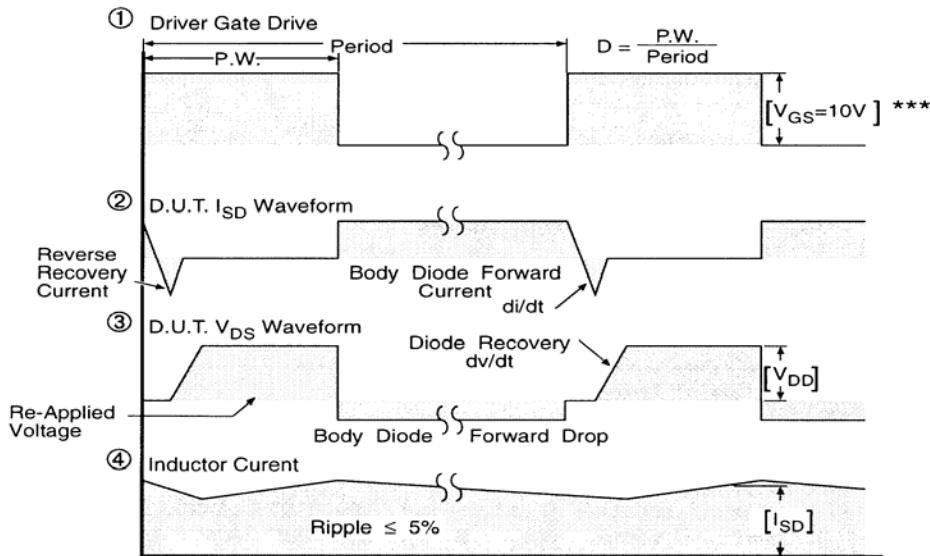 ① Driver Gate Drive
Period
P.W.
D = P.W. / Period
[VGS=10V] ***
② D.U.T. ISD Waveform
Reverse
Recovery
Current
Body Diode Forward
Current
di/dt
③ D.U.T. VDS Waveform
Diode Recovery
dv/dt
[VDD]
Re-Applied
Voltage
Body Diode Forward Drop
④ Inductor Curent
Ripple ≤ 5%
[ISD]